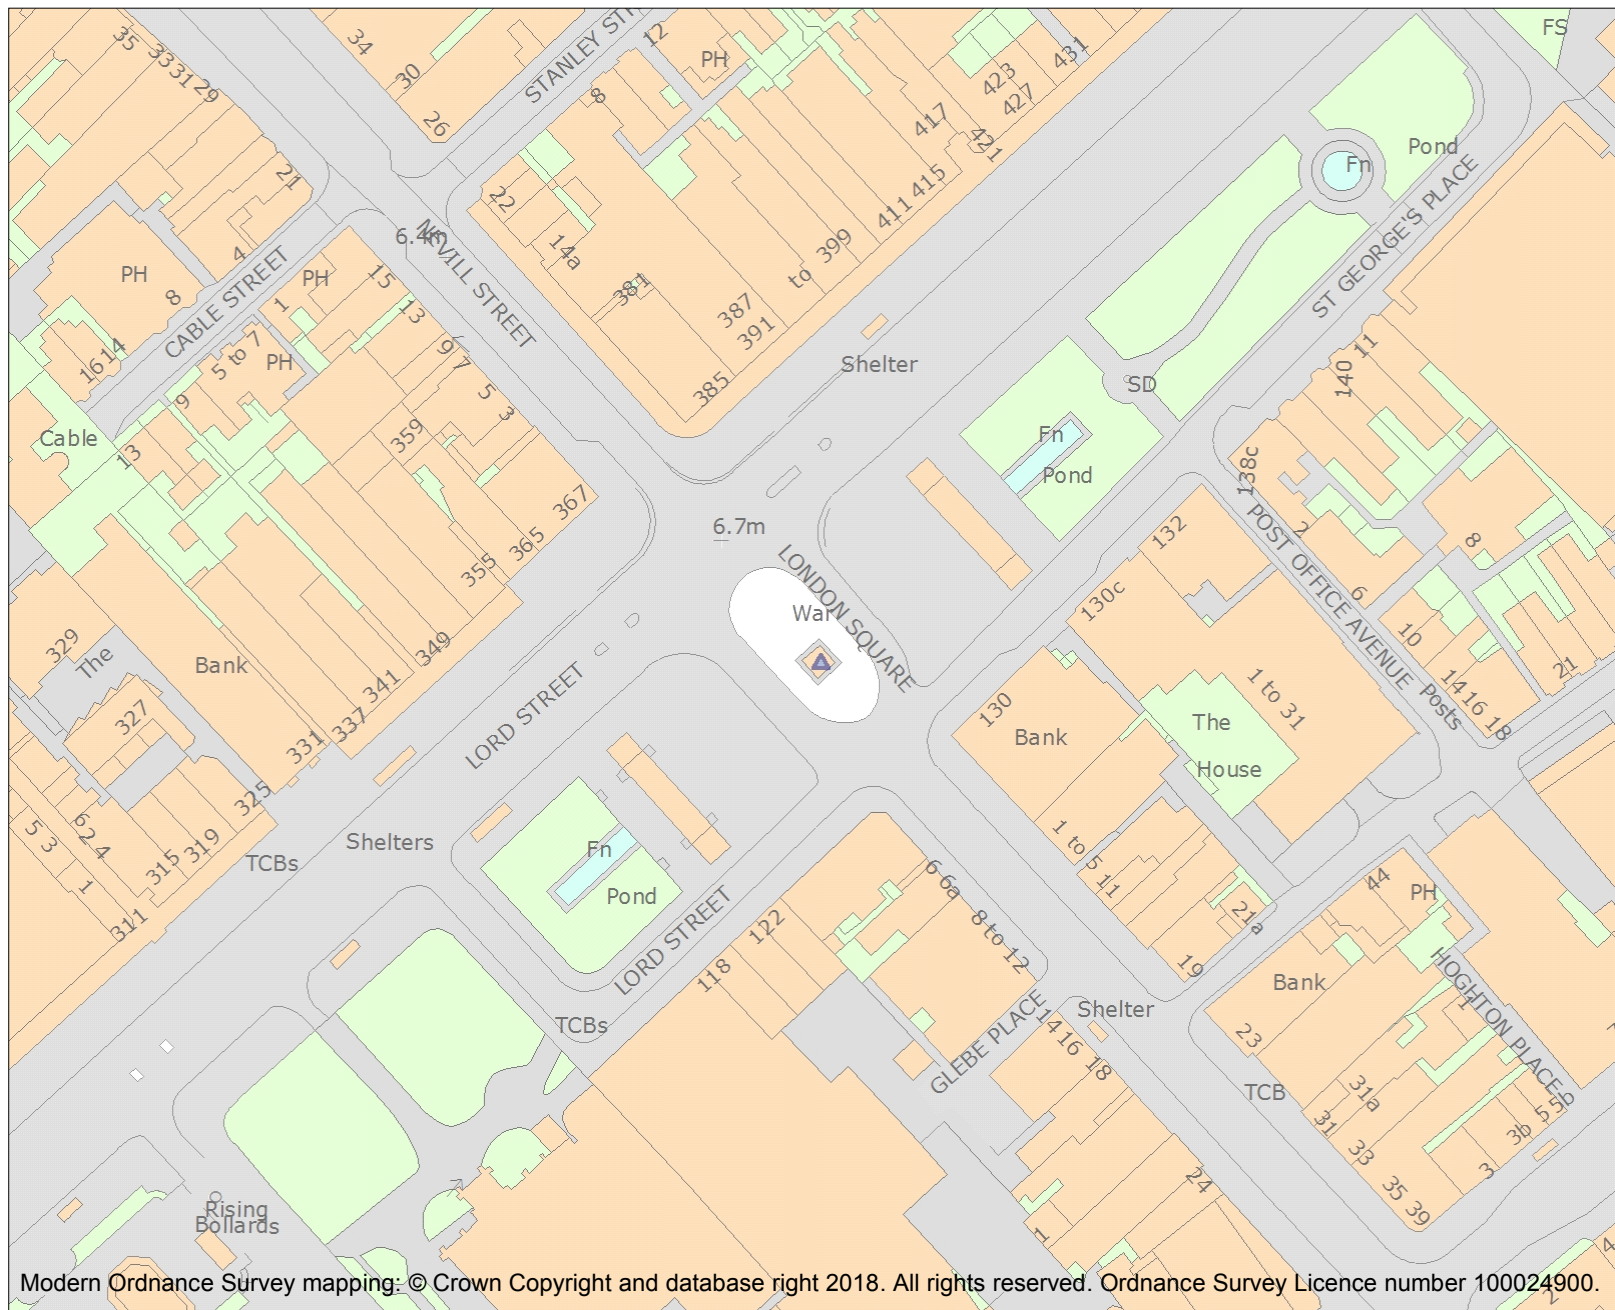 35
33
31
29
34
30
26
STANLEY STR
12
PH
8
423
427
431
417
421
FS
Pond
Fn
ST GEORGE'S PLACE
21
4
PH
8
CABLE STREET
1614
6.4m
NEVILL STREET
PH
1
15
13
22
14a
381
387
391
to
399
411
415
385
Shelter
5 to 7
PH
9
9
7
5
3
359
Cable
13
367
365
355
349
341
337
331
SD
Fn
Pond
11
140
138c
132
130c
2
8
6
POST OFFICE AVENUE
10
14
16
18
21
Posts
6.7m
LONDON SQUARE
War
329
The
Bank
327
LORD STREET
325
319
315
311
62
4
5 3
1
TCBs
Shelters
Fn
Pond
LORD STREET
122
118
TCBs
130
Bank
The
House
1 to 31
1 to 5
11
21a
19
6
6a
8 to 12
GLEBE PLACE
Shelter
14
16
18
24
1
44
PH
Bank
HOGHTON PLACE
1
23
TCB
31a
31
33
35
39
3
3b
5
5b
Rising
Bollards
4
2
Modern Ordnance Survey mapping: © Crown Copyright and database right 2018. All rights reserved. Ordnance Survey Licence number 100024900.